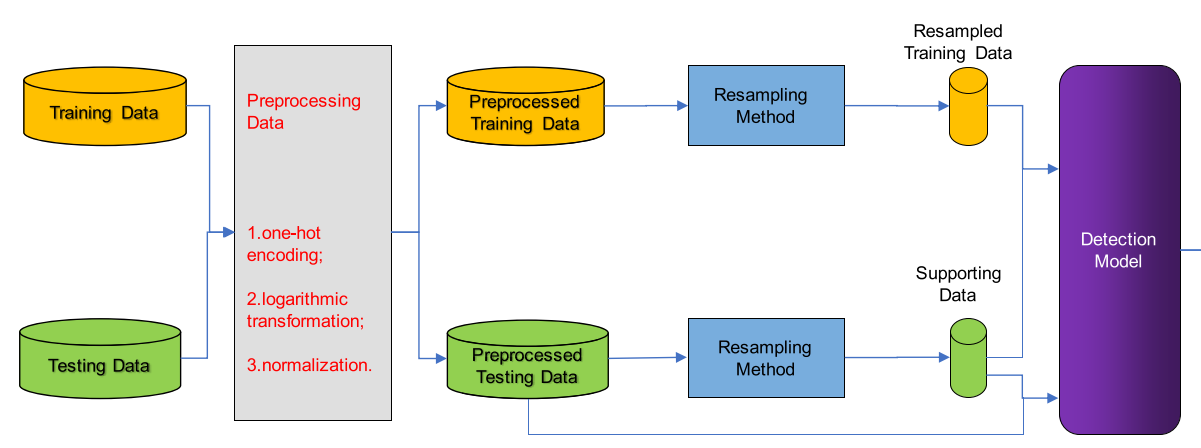 Training Data
Testing Data
Preprocessing
Data
1.one-hot
encoding;
2.logarithmic
transformation;
3.normalization.
Preprocessed
Training Data
Resampling
Method
Resampled
Training Data
Preprocessed
Testing Data
Resampling
Method
Supporting
Data
Detection
Model